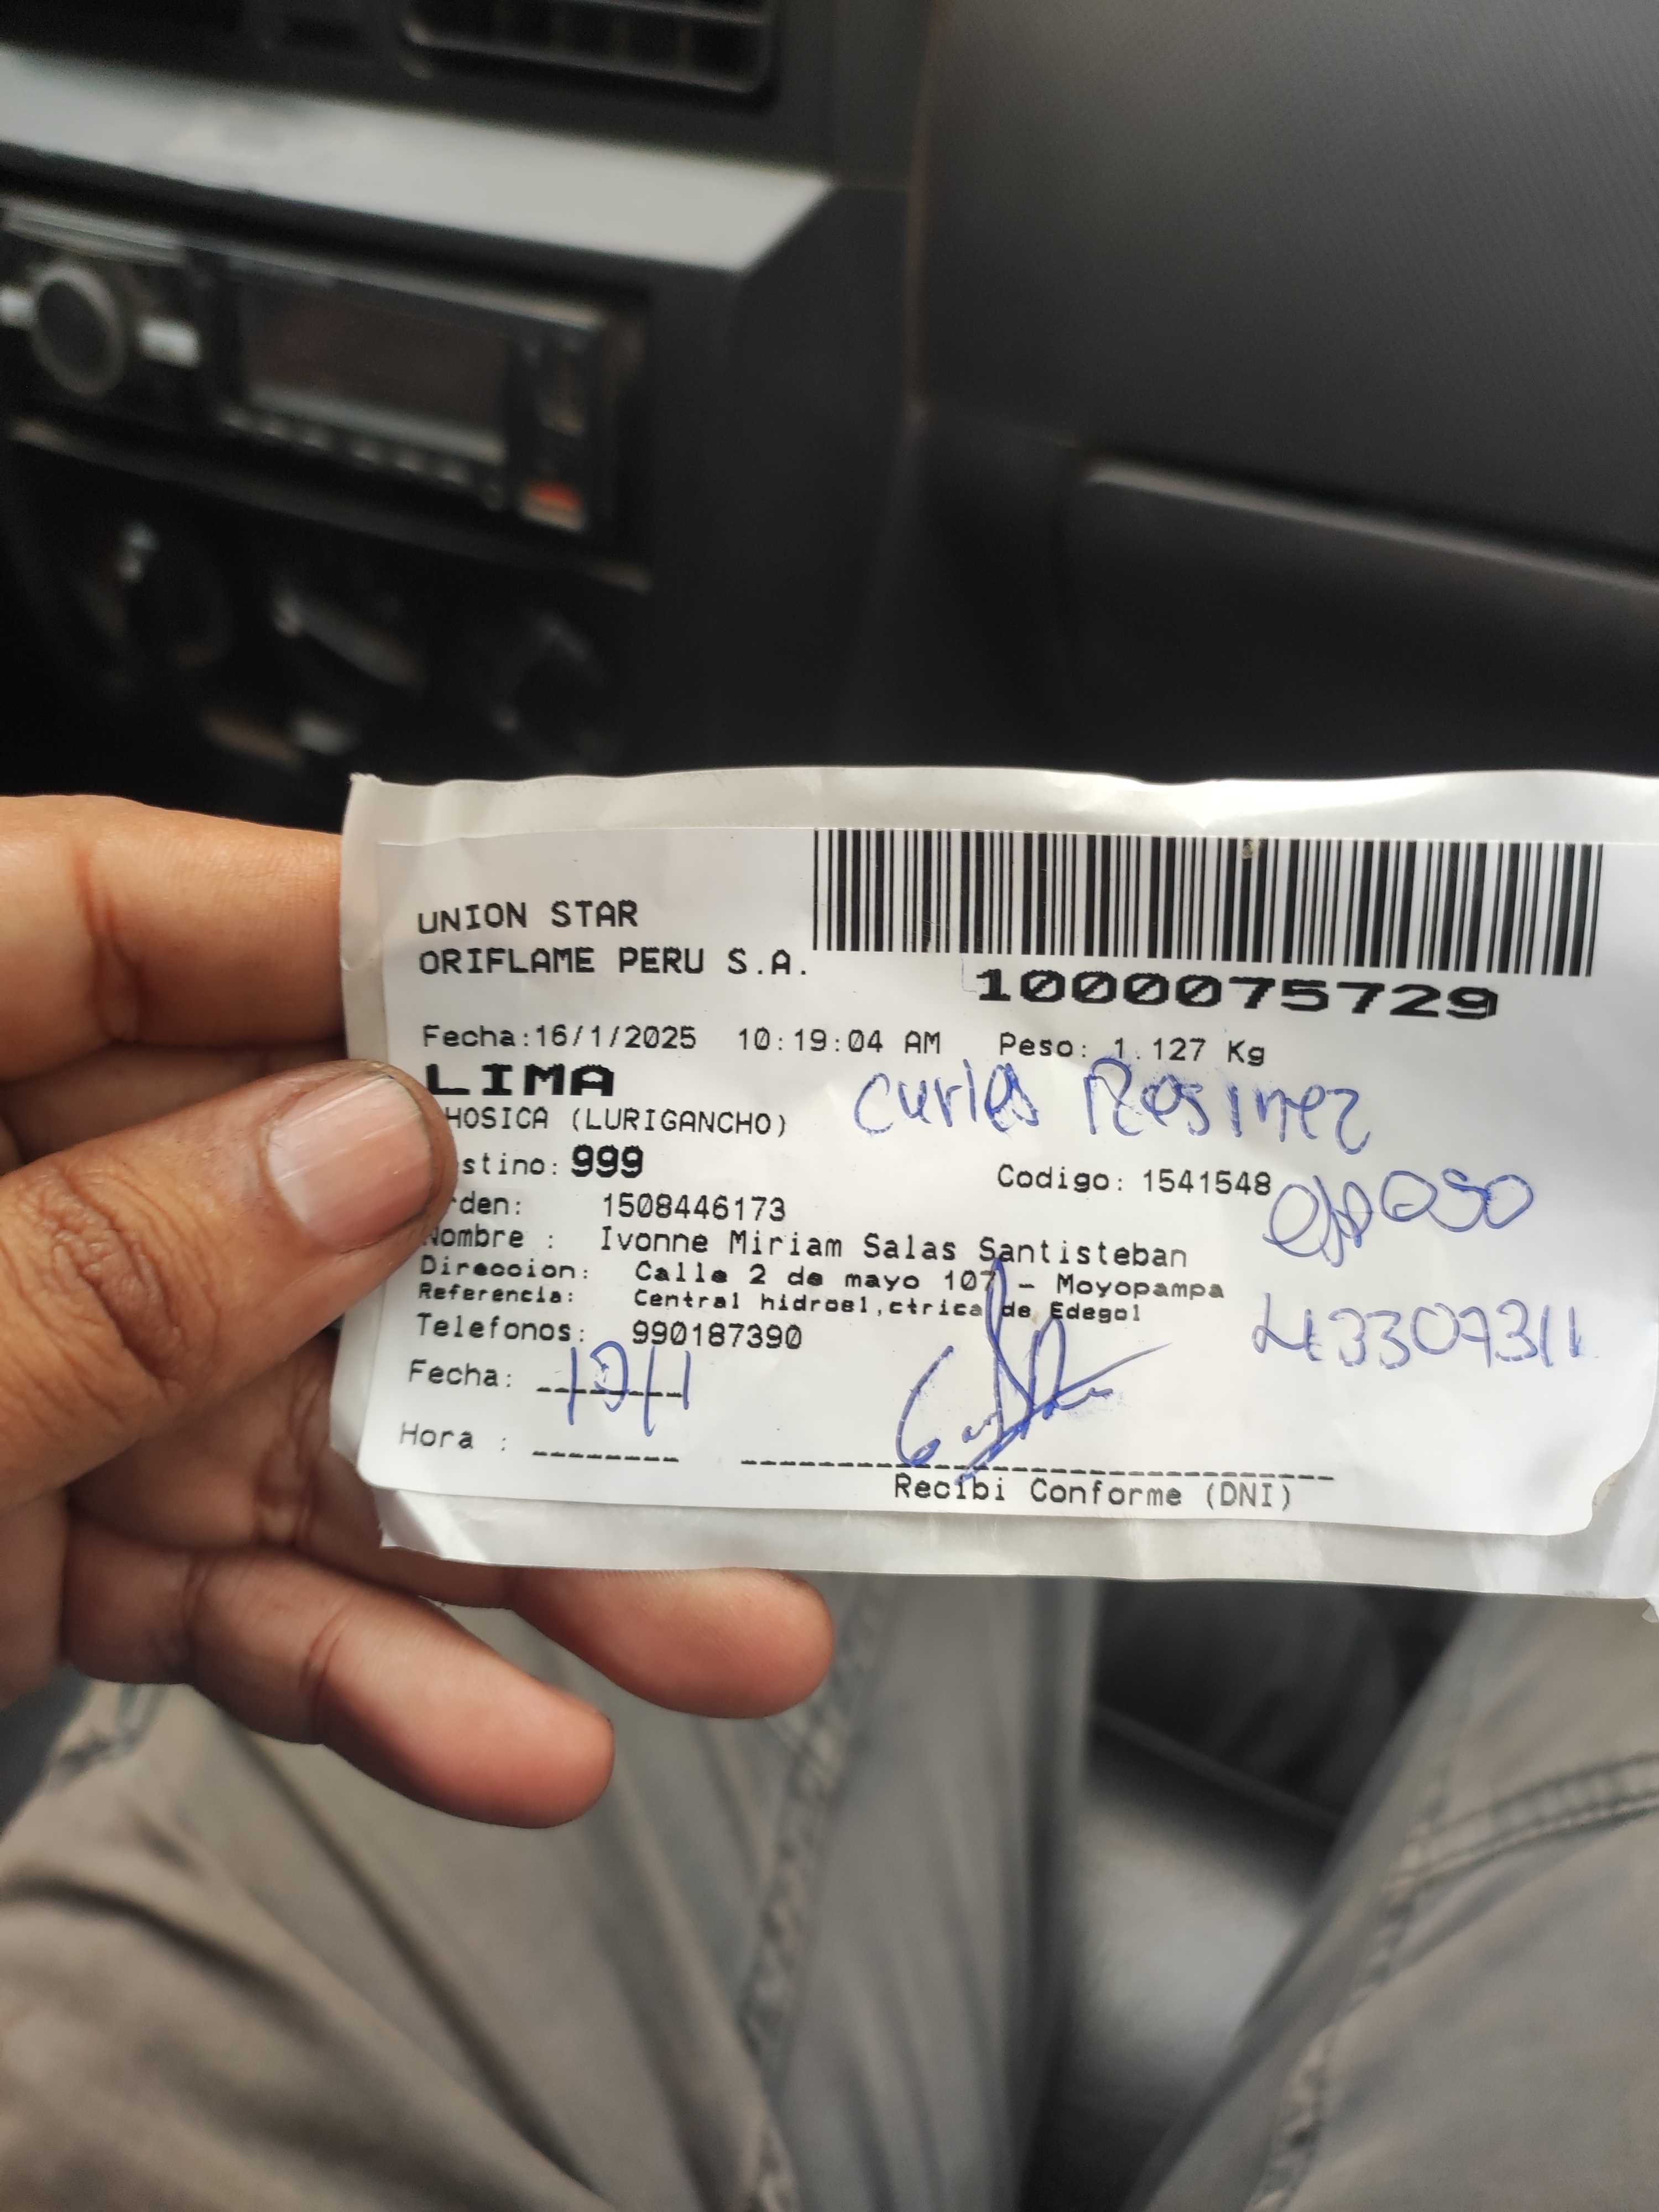 UNION STAR
ORIFLAME PERU S.A.
1000075729
Fecha:16/1/2025 10:19:04 AM Peso: 1.127 Kg
LIMA
HOSICA (LURIGANCHO)
stino: 999 Codigo: 1541548
rden: 1508446173
Nombre : Ivonne Miriam Salas Santisteban
Direccion: Calle 2 de mayo 107 - Moyopampa
Referencia: Central hidroel,ctrica de Edegol
Telefonos: 990187390
esposo
Fecha:
Hora :
Recibi Conforme (DNI)